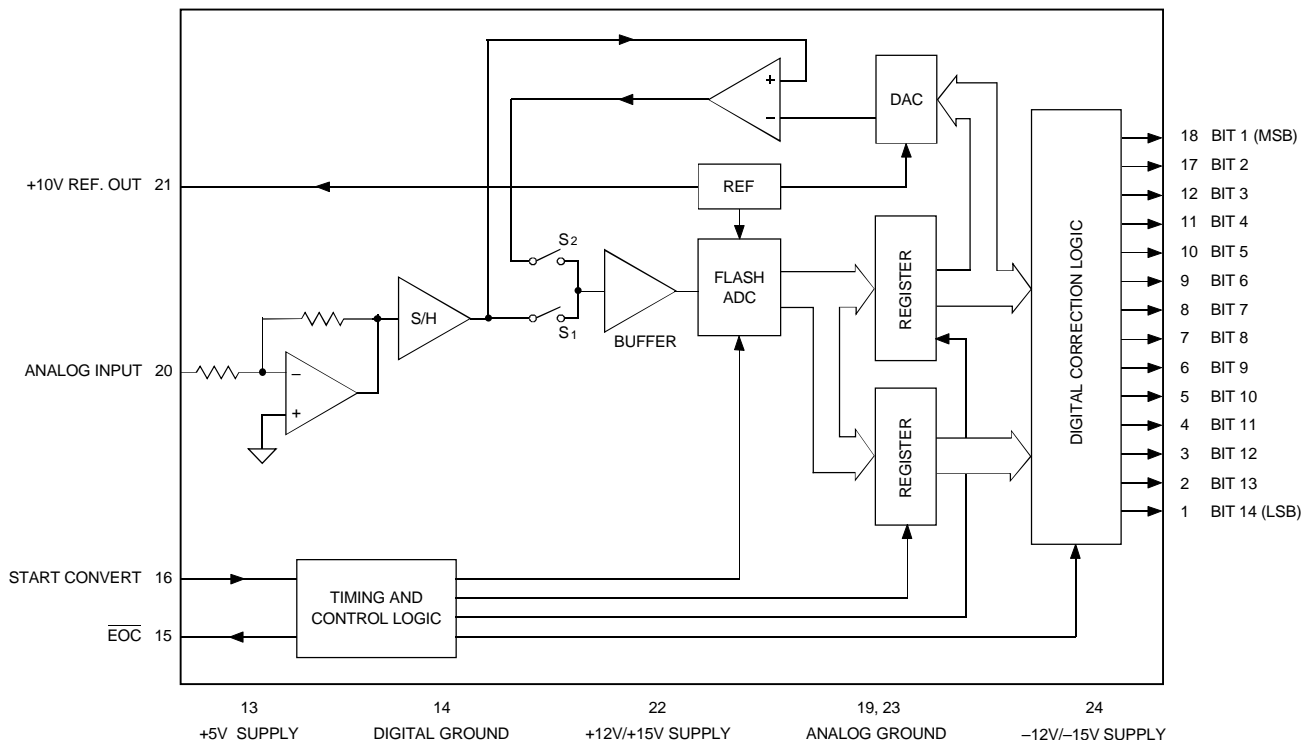 +
−
DAC
18 BIT 1 (MSB)
17 BIT 2
+10V REF. OUT 21
REF
12 BIT 3
11 BIT 4
S2
10 BIT 5
FLASH
ADC
REGISTER
9 BIT 6
S/H
8 BIT 7
S1
BUFFER
7 BIT 8
ANALOG INPUT 20
−
+
6 BIT 9
5 BIT 10
DIGITAL CORRECTION LOGIC
4 BIT 11
REGISTER
3 BIT 12
2 BIT 13
1 BIT 14 (LSB)
START CONVERT 16
TIMING AND
CONTROL LOGIC
EOC 15
13
+5V SUPPLY
14
DIGITAL GROUND
22
+12V/+15V SUPPLY
19, 23
ANALOG GROUND
24
–12V/–15V SUPPLY